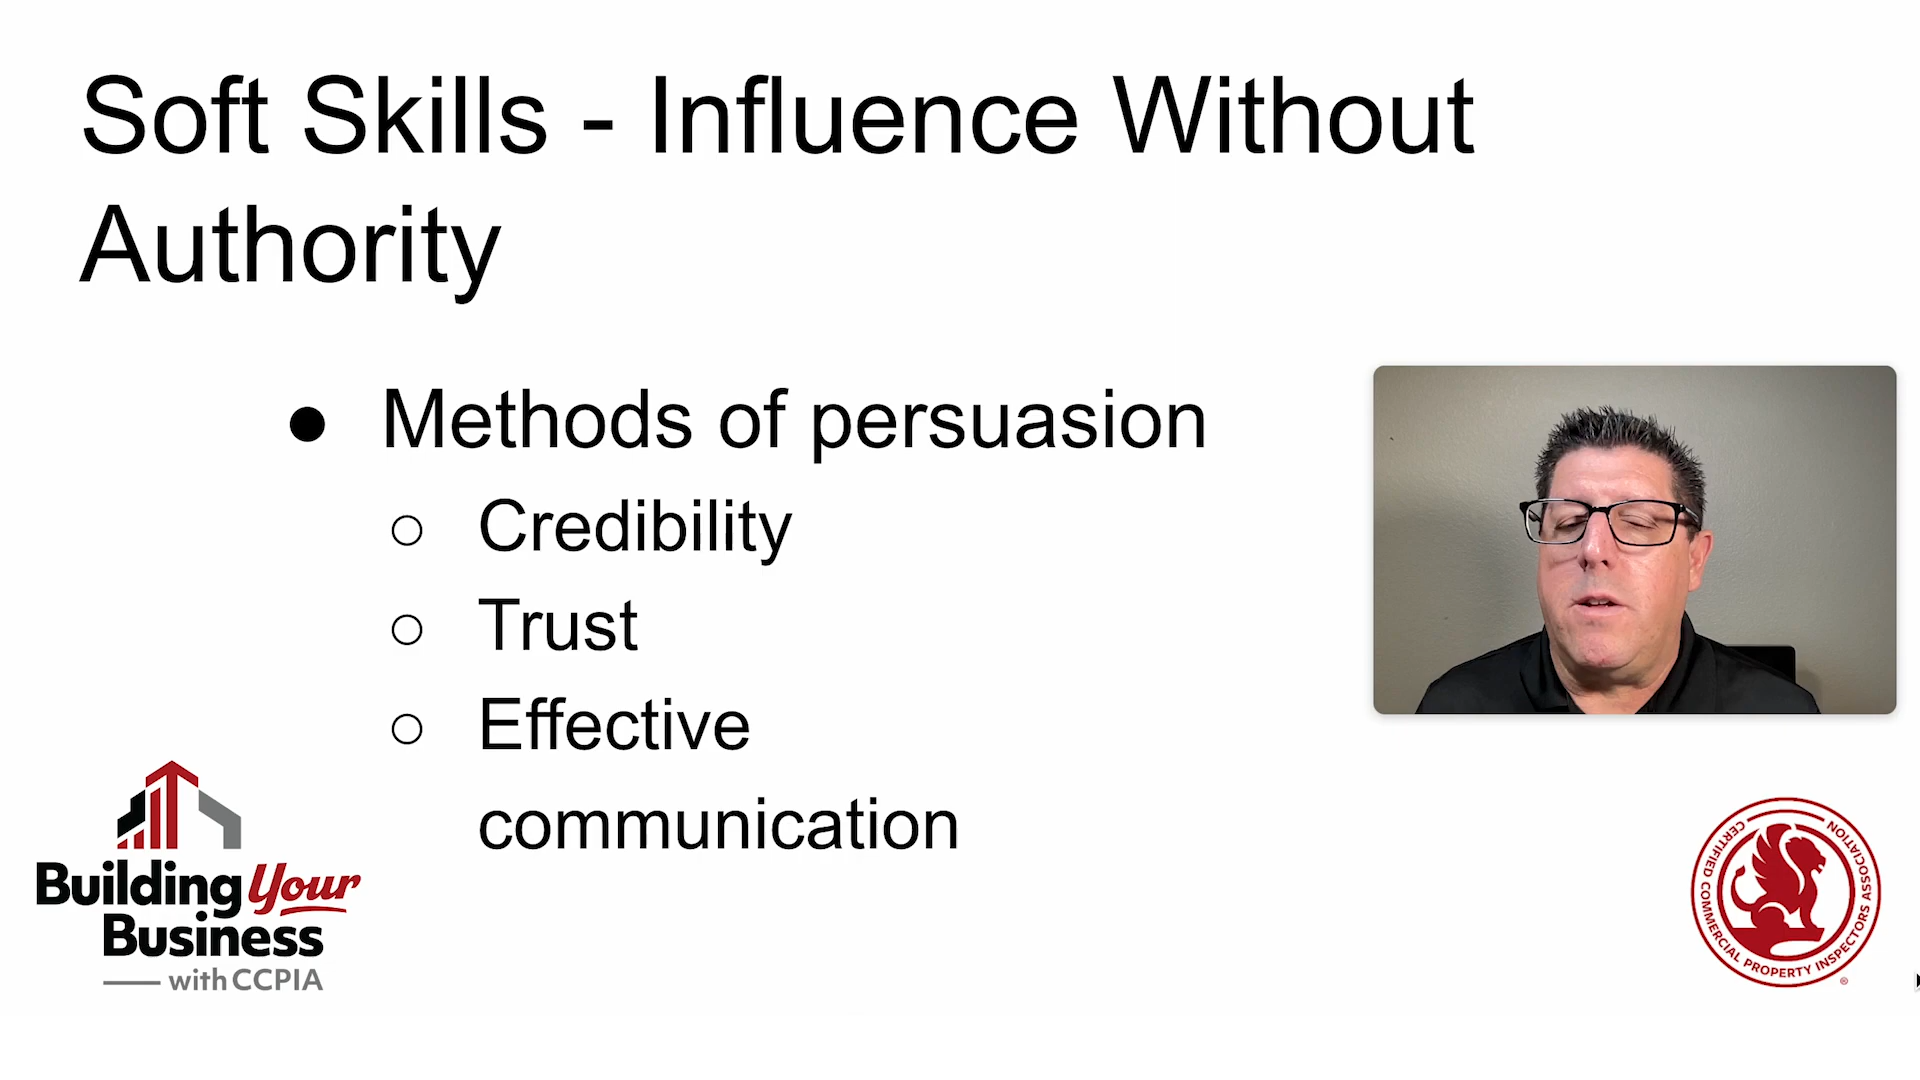 Soft Skills - Influence Without
Authority
● Methods of persuasion
○ Credibility
○ Trust
○ Effective
communication
Building Your
Business
with CCPIA
CERTIFIED COMMERCIAL PROPERTY INSPECTORS ASSOCIATION
®